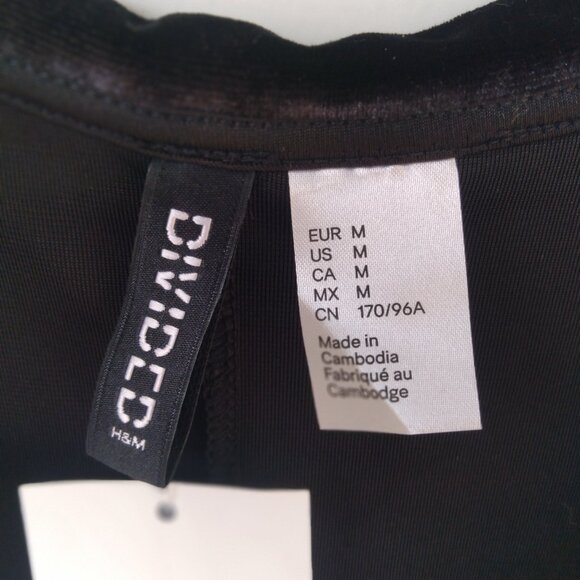 DIVIDED
H&M
EUR M
US M
CA M
MX M
CN 170/96A
Made in
Cambodia
Fabriqué au
Cambodge